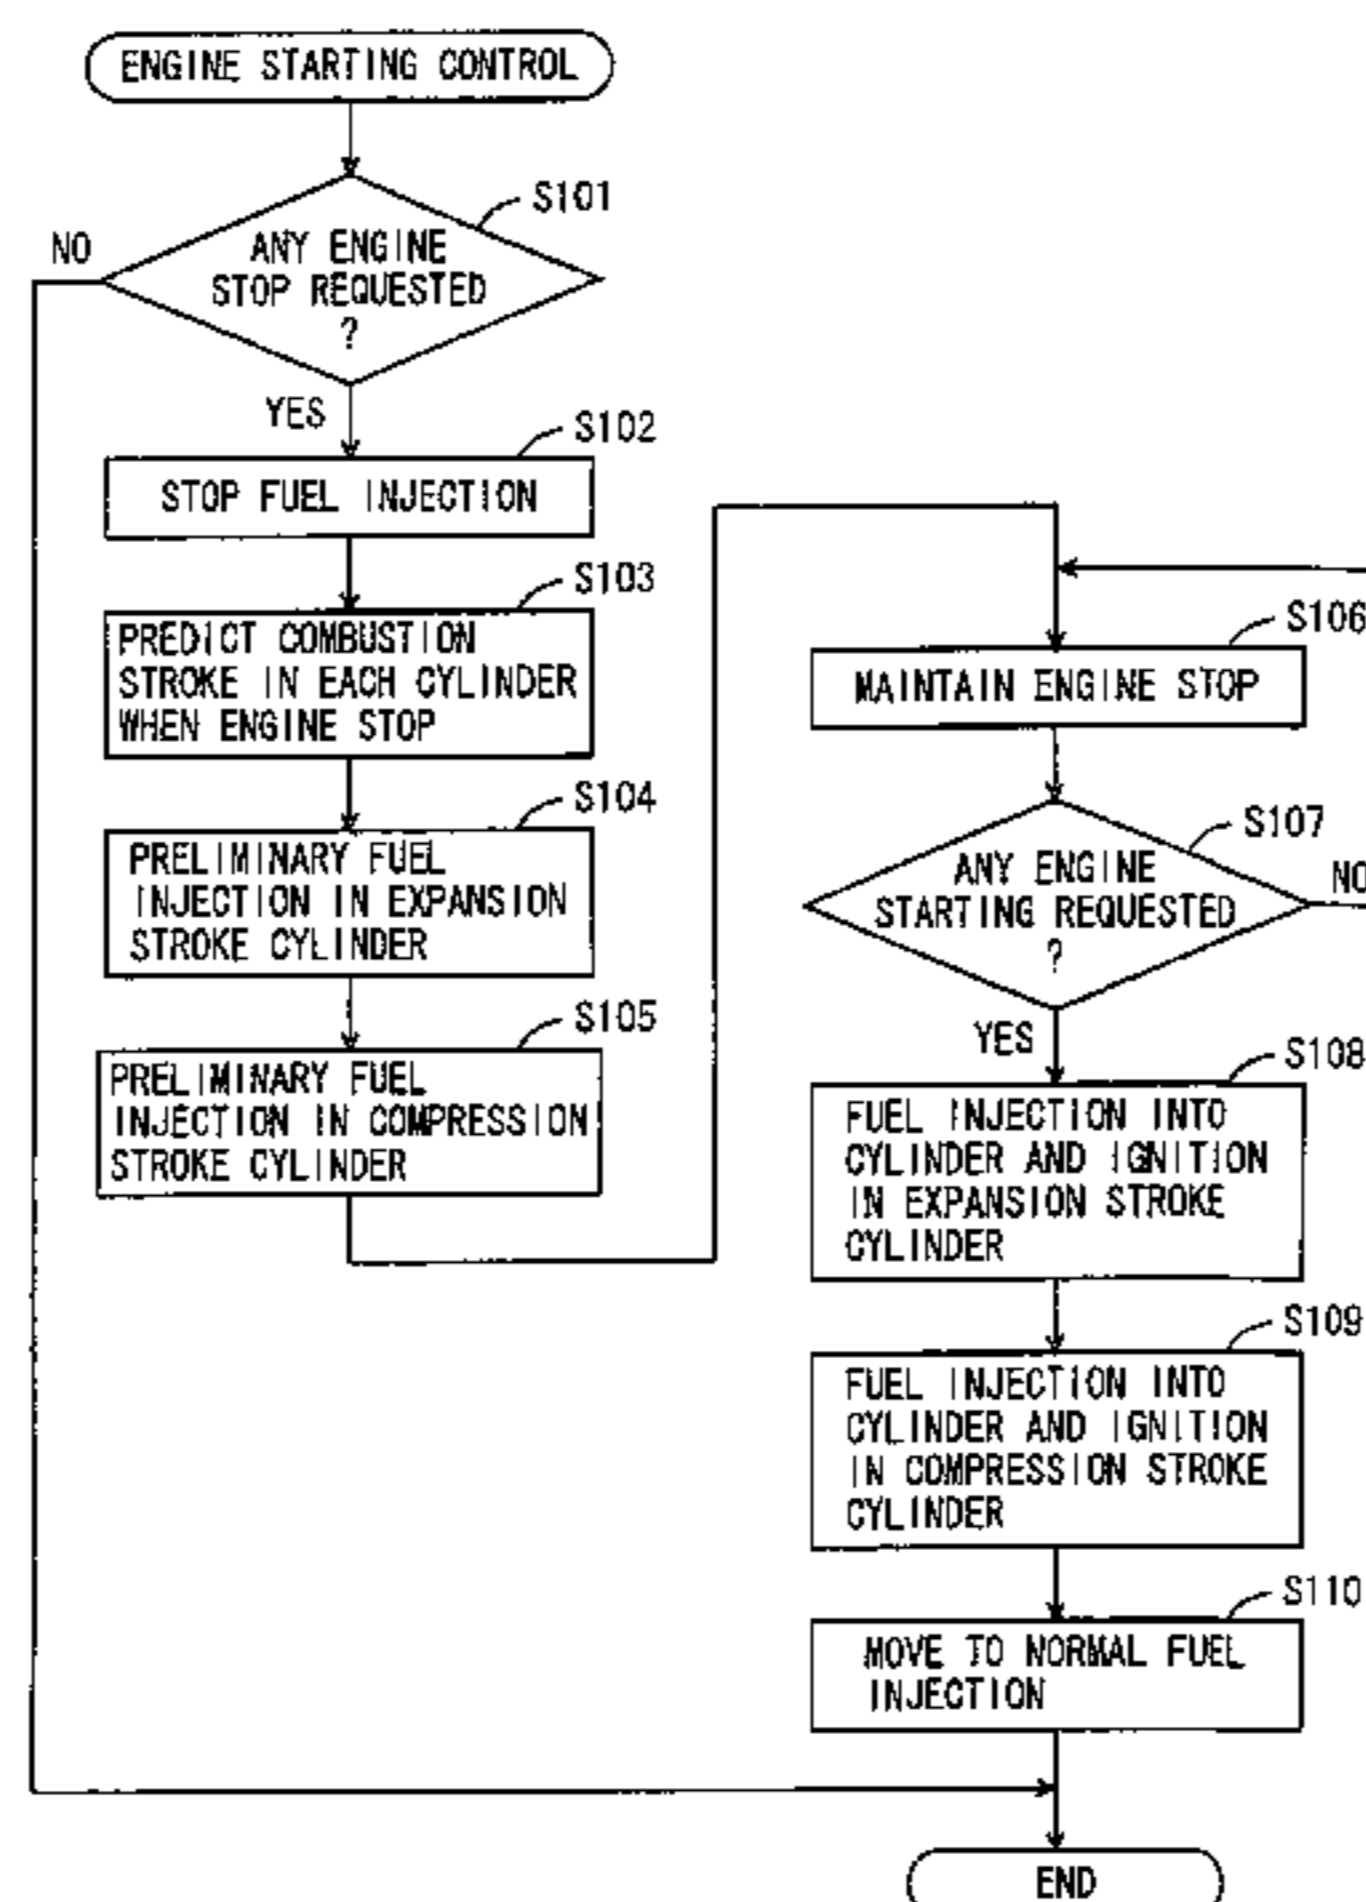 ENGINE STARTING CONTROL
S101
NO
ANY ENGINE
STOP REQUESTED
?
YES
S102
STOP FUEL INJECTION
S103
PREDICT COMBUSTION
STROKE IN EACH CYLINDER
WHEN ENGINE STOP
S104
PRELIMINARY FUEL
INJECTION IN EXPANSION
STROKE CYLINDER
S105
PRELIMINARY FUEL
INJECTION IN COMPRESSION
STROKE CYLINDER
S106
MAINTAIN ENGINE STOP
S107
ANY ENGINE
STARTING REQUESTED
?
NO
YES
S108
FUEL INJECTION INTO
CYLINDER AND IGNITION
IN EXPANSION STROKE
CYLINDER
S109
FUEL INJECTION INTO
CYLINDER AND IGNITION
IN COMPRESSION STROKE
CYLINDER
S110
MOVE TO NORMAL FUEL
INJECTION
END